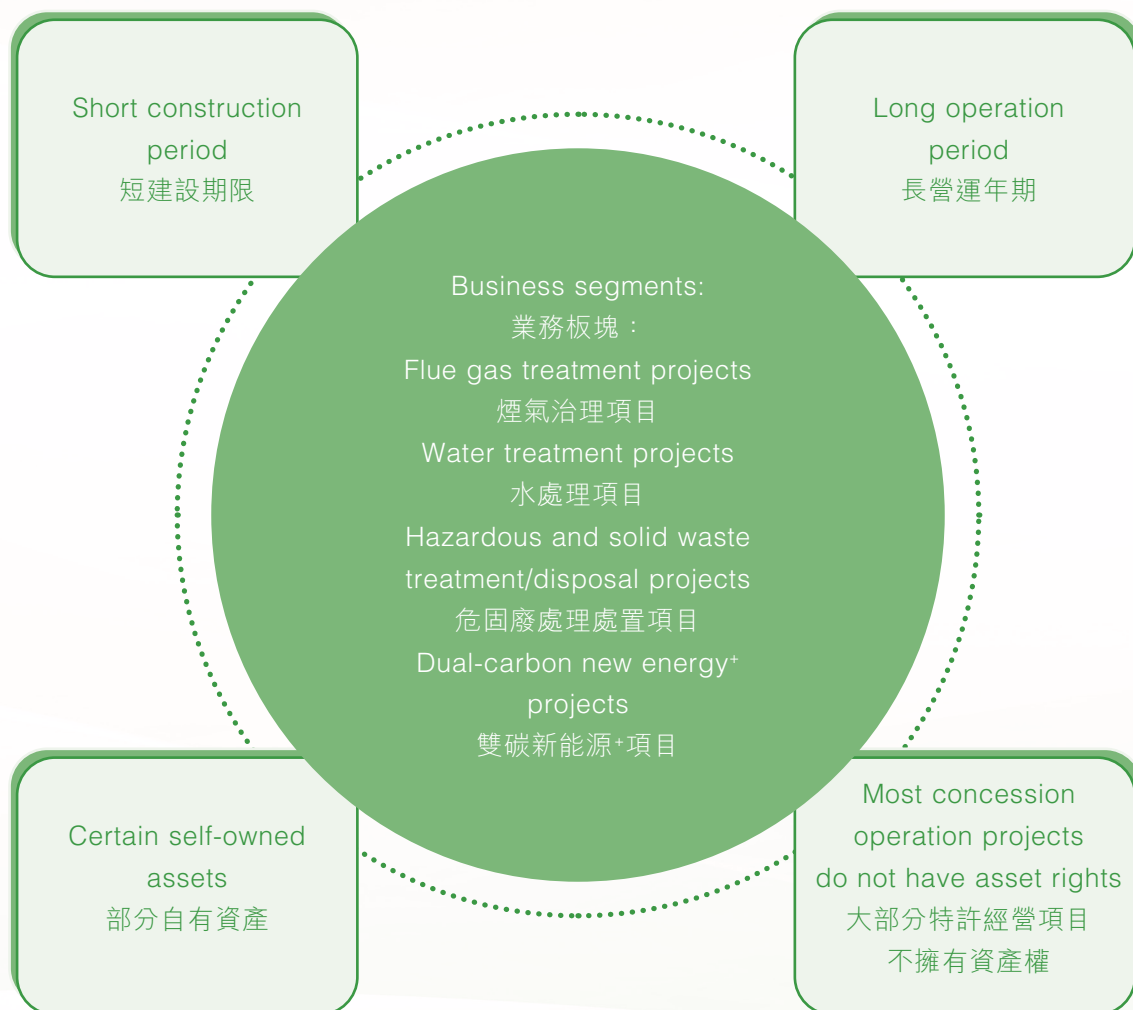 Short construction
period
短建設期限
Long operation
period
長營運年期
Business segments:
業務板塊：
Flue gas treatment projects
煙氣治理項目
Water treatment projects
水處理項目
Hazardous and solid waste
treatment/disposal projects
危固廢處理處置項目
Dual-carbon new energy⁺
projects
雙碳新能源⁺項目
Certain self-owned
assets
部分自有資產
Most concession
operation projects
do not have asset rights
大部分特許經營項目
不擁有資產權